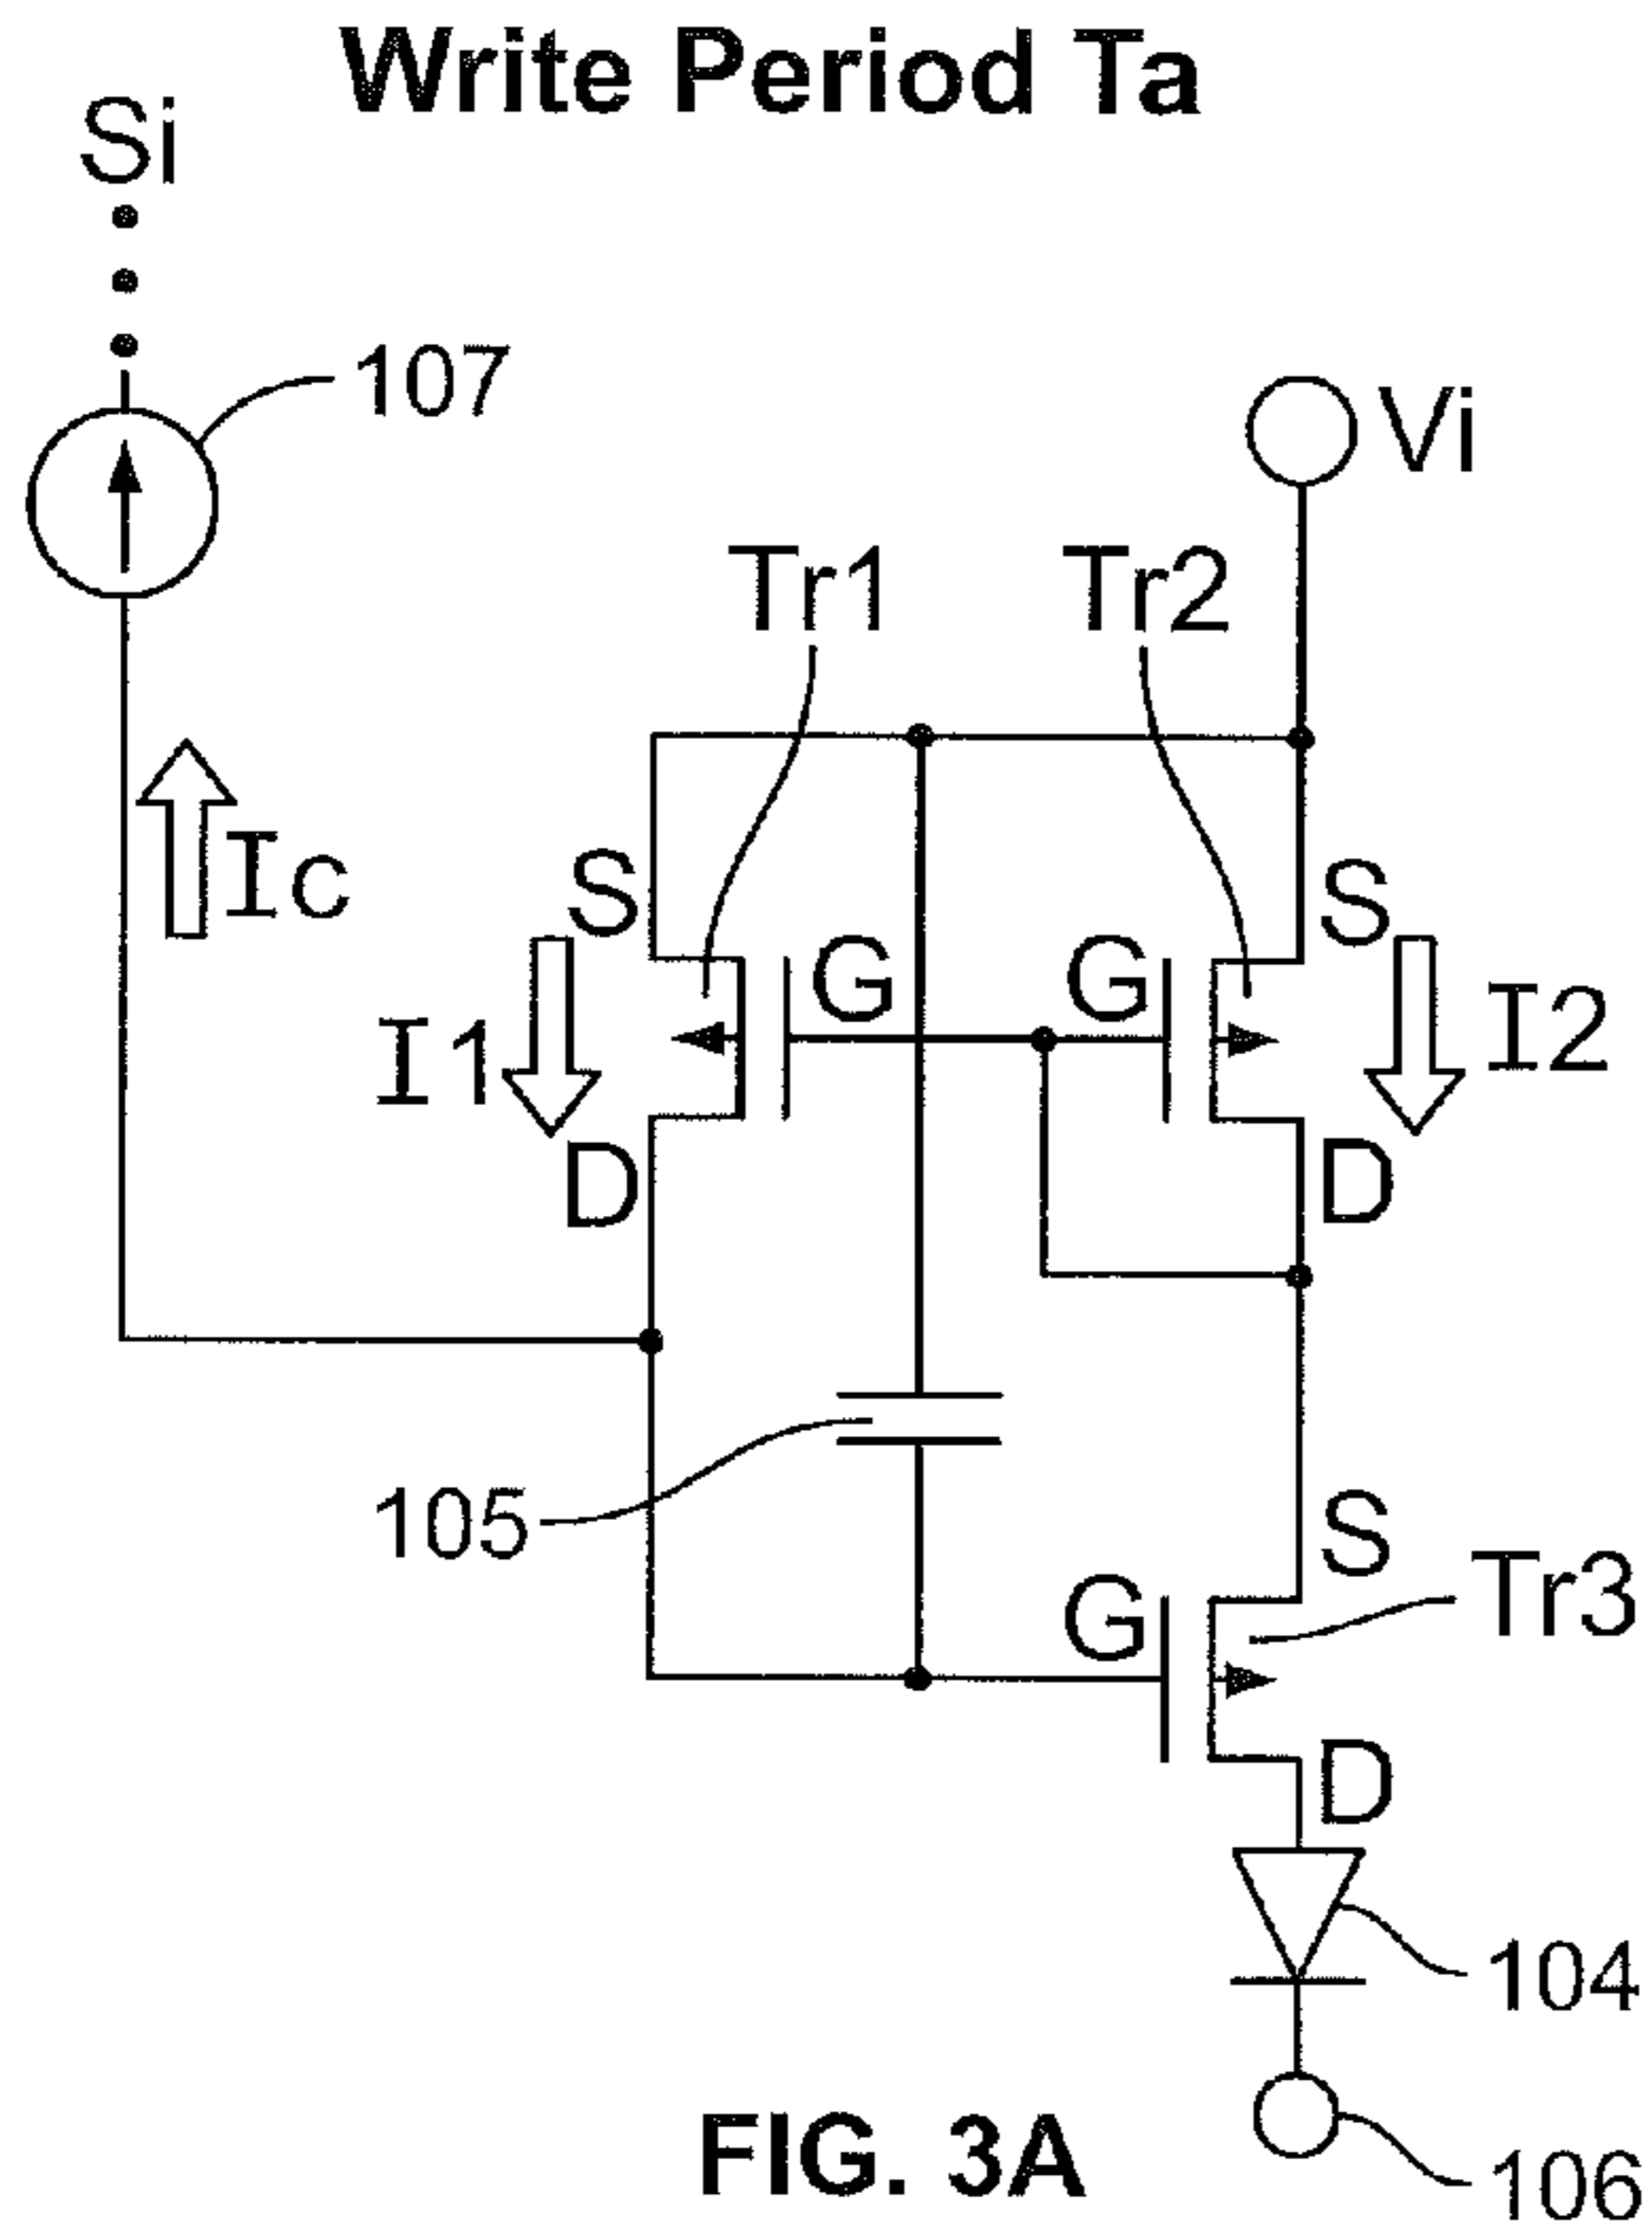 Write Period Ta
Si
107
Vi
Tr1 Tr2
Ic
S S
G G
I1 I2
D D
105
S
G Tr3
D
104
FIG. 3A
106